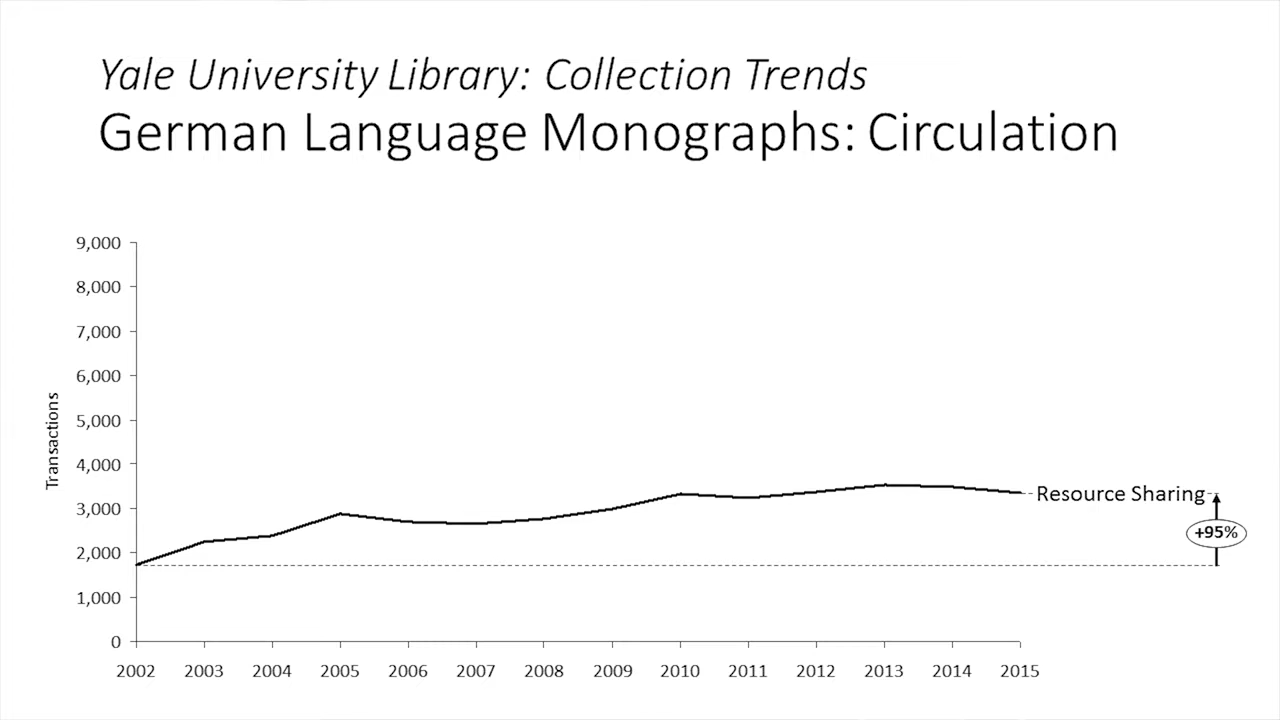 Yale University Library: Collection Trends
German Language Monographs: Circulation
9,000
8,000
7,000
6,000
5,000
4,000
3,000
2,000
1,000
0
Transactions
Resource Sharing
+95%
2002 2003 2004 2005 2006 2007 2008 2009 2010 2011 2012 2013 2014 2015